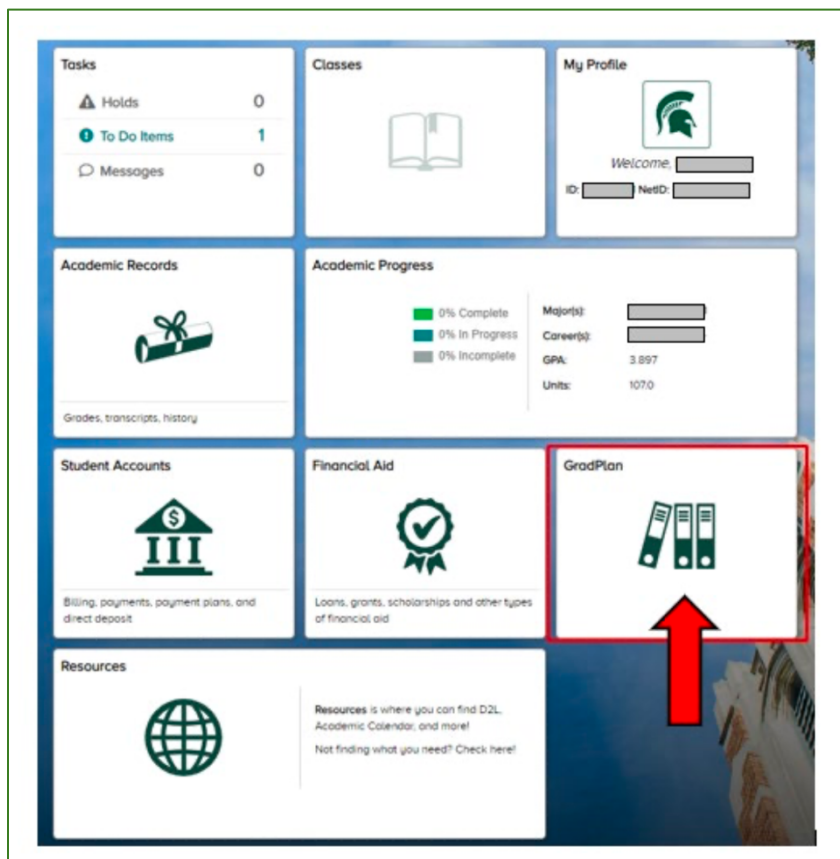 Tasks
Holds 0
To Do Items 1
Messages 0
Classes
My Profile
Welcome,
ID: NetID:
Academic Records
Grades, transcripts, history
Academic Progress
0% Complete
0% In Progress
0% Incomplete
Major(s):
Career(s):
GPA: 3.897
Units: 107.0
Student Accounts
Billing, payments, payment plans, and
direct deposit
Financial Aid
Loans, grants, scholarships and other types
of financial aid
GradPlan
Resources
Resources is where you can find D2L,
Academic Calendar, and more!
Not finding what you need? Check here!